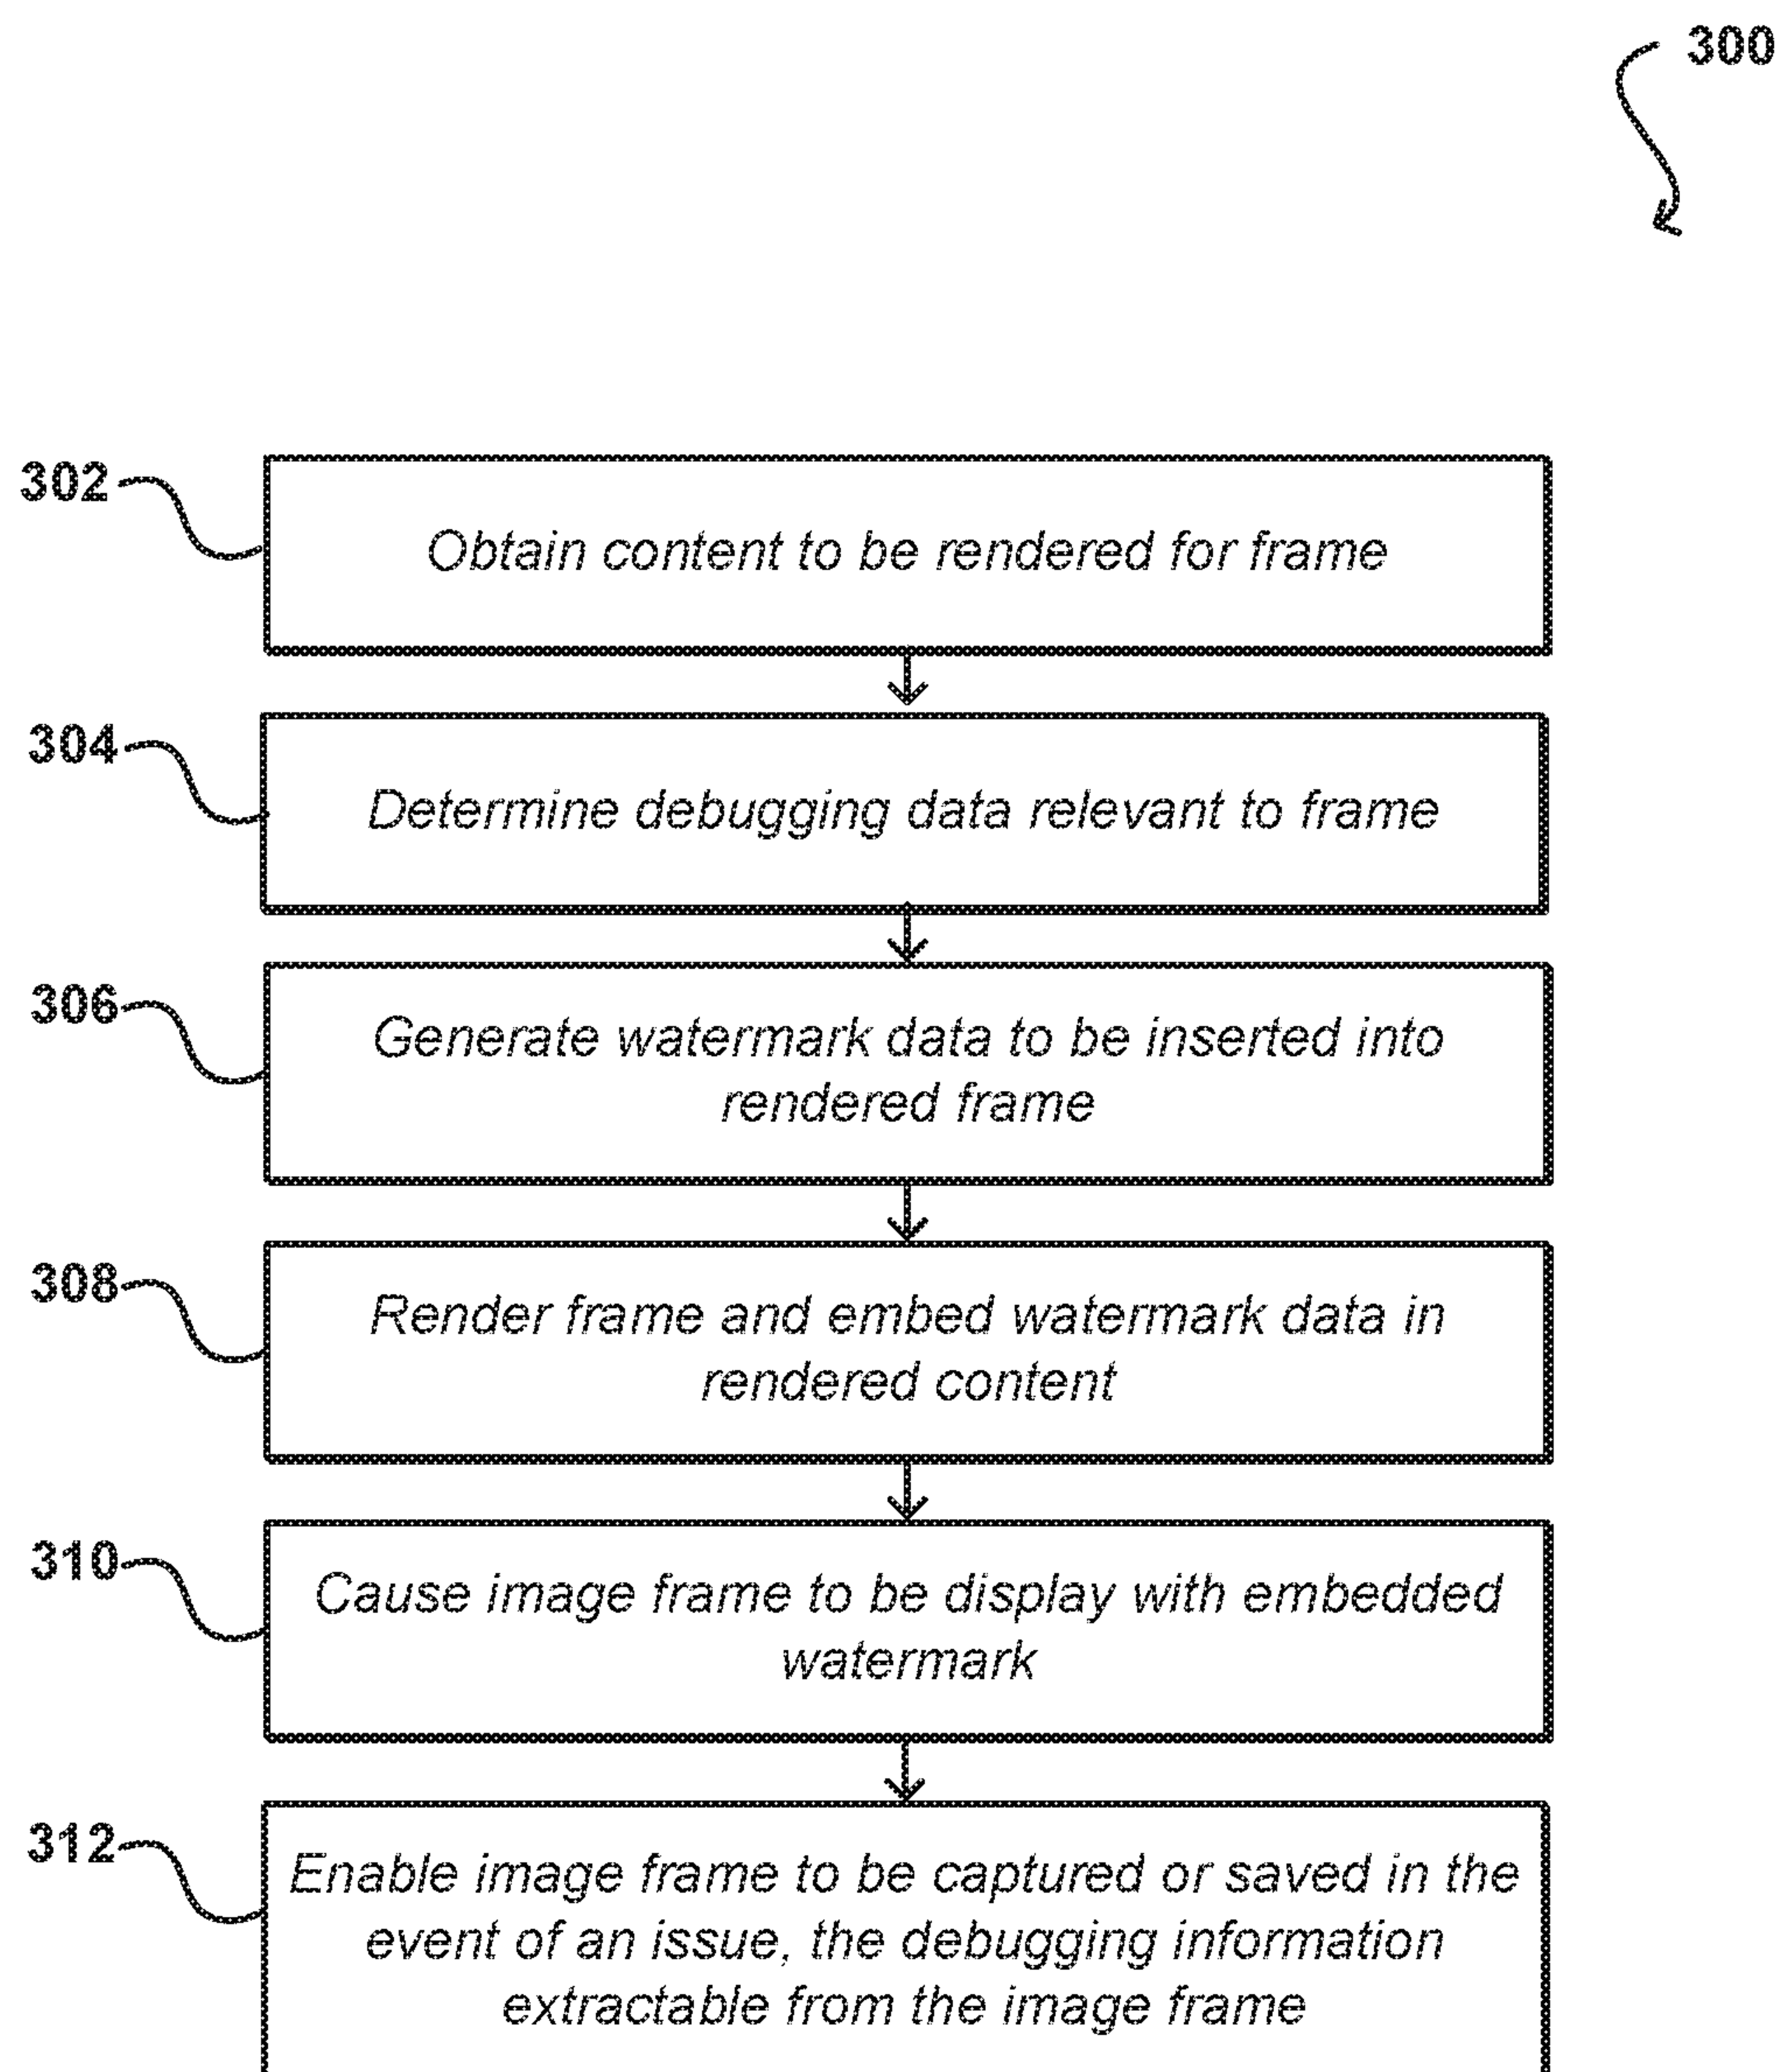 300
302
Obtain content to be rendered for frame
304
Determine debugging data relevant to frame
306
Generate watermark data to be inserted into
rendered frame
308
Render frame and embed watermark data in
rendered content
310
Cause image frame to be display with embedded
watermark
312
Enable image frame to be captured or saved in the
event of an issue, the debugging information
extractable from the image frame